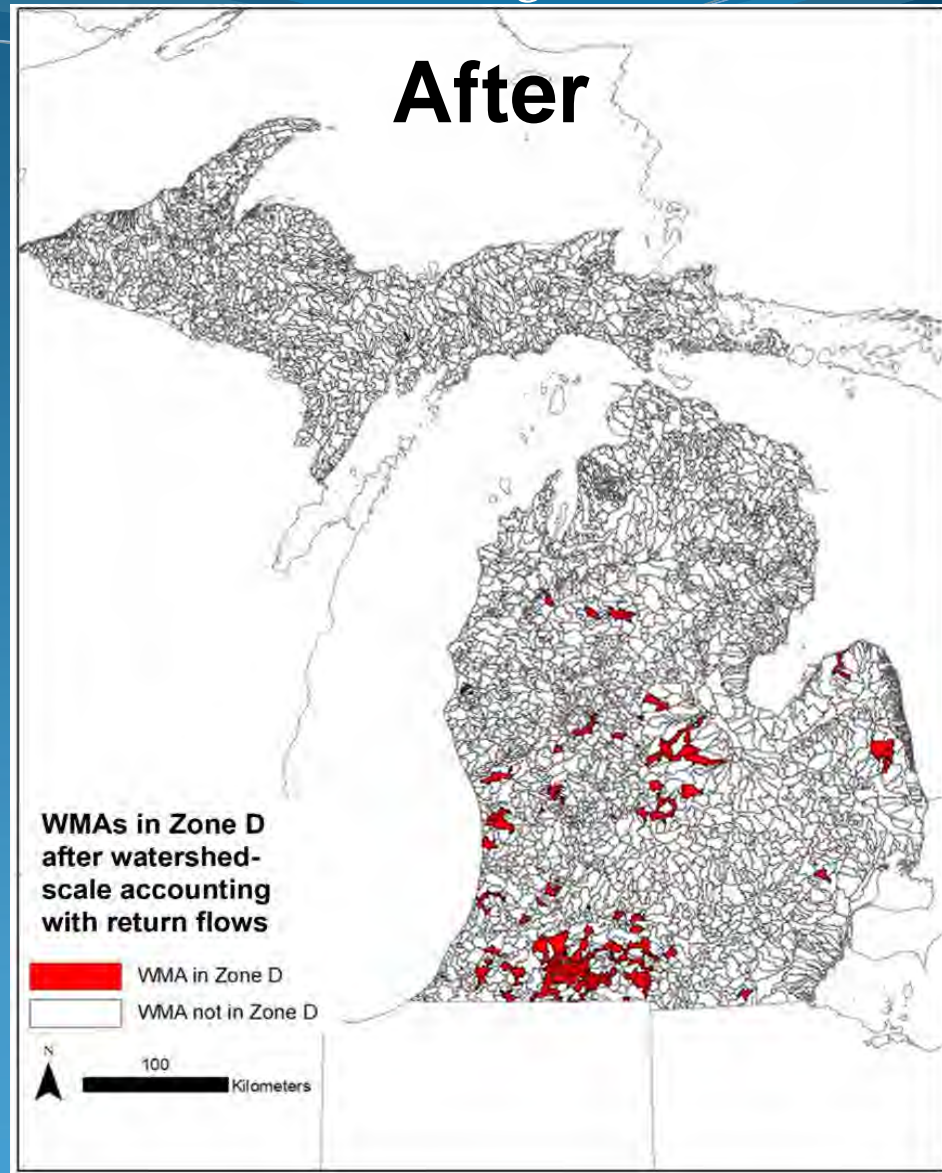 After
WMAs in Zone D
after watershed-
scale accounting
with return flows
WMA in Zone D
WMA not in Zone D
N
100
Kilometers